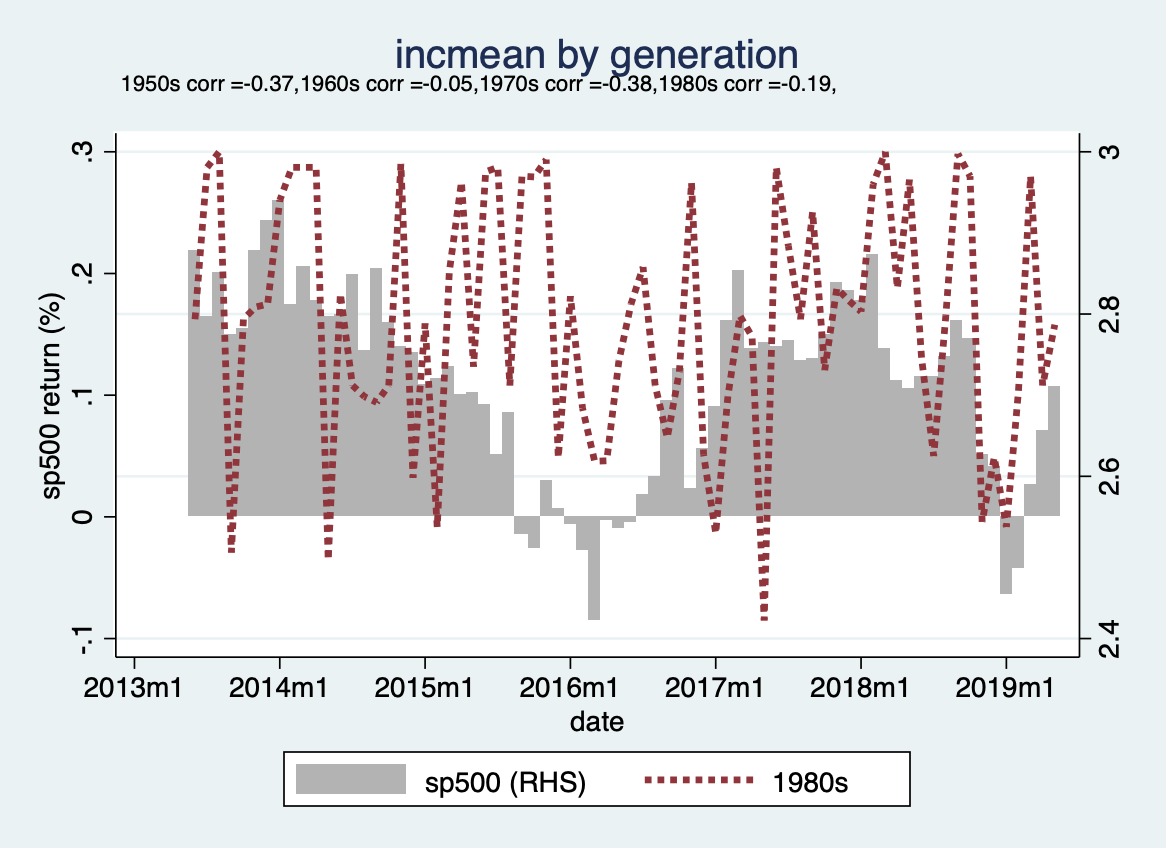 incmean by generation
1950s corr =-0.37,1960s corr =-0.05,1970s corr =-0.38,1980s corr =-0.19,
sp500 return (%)
.3
.2
.1
0
-.1
3
2.8
2.6
2.4
2013m1 2014m1 2015m1 2016m1 2017m1 2018m1 2019m1
date
sp500 (RHS) 1980s